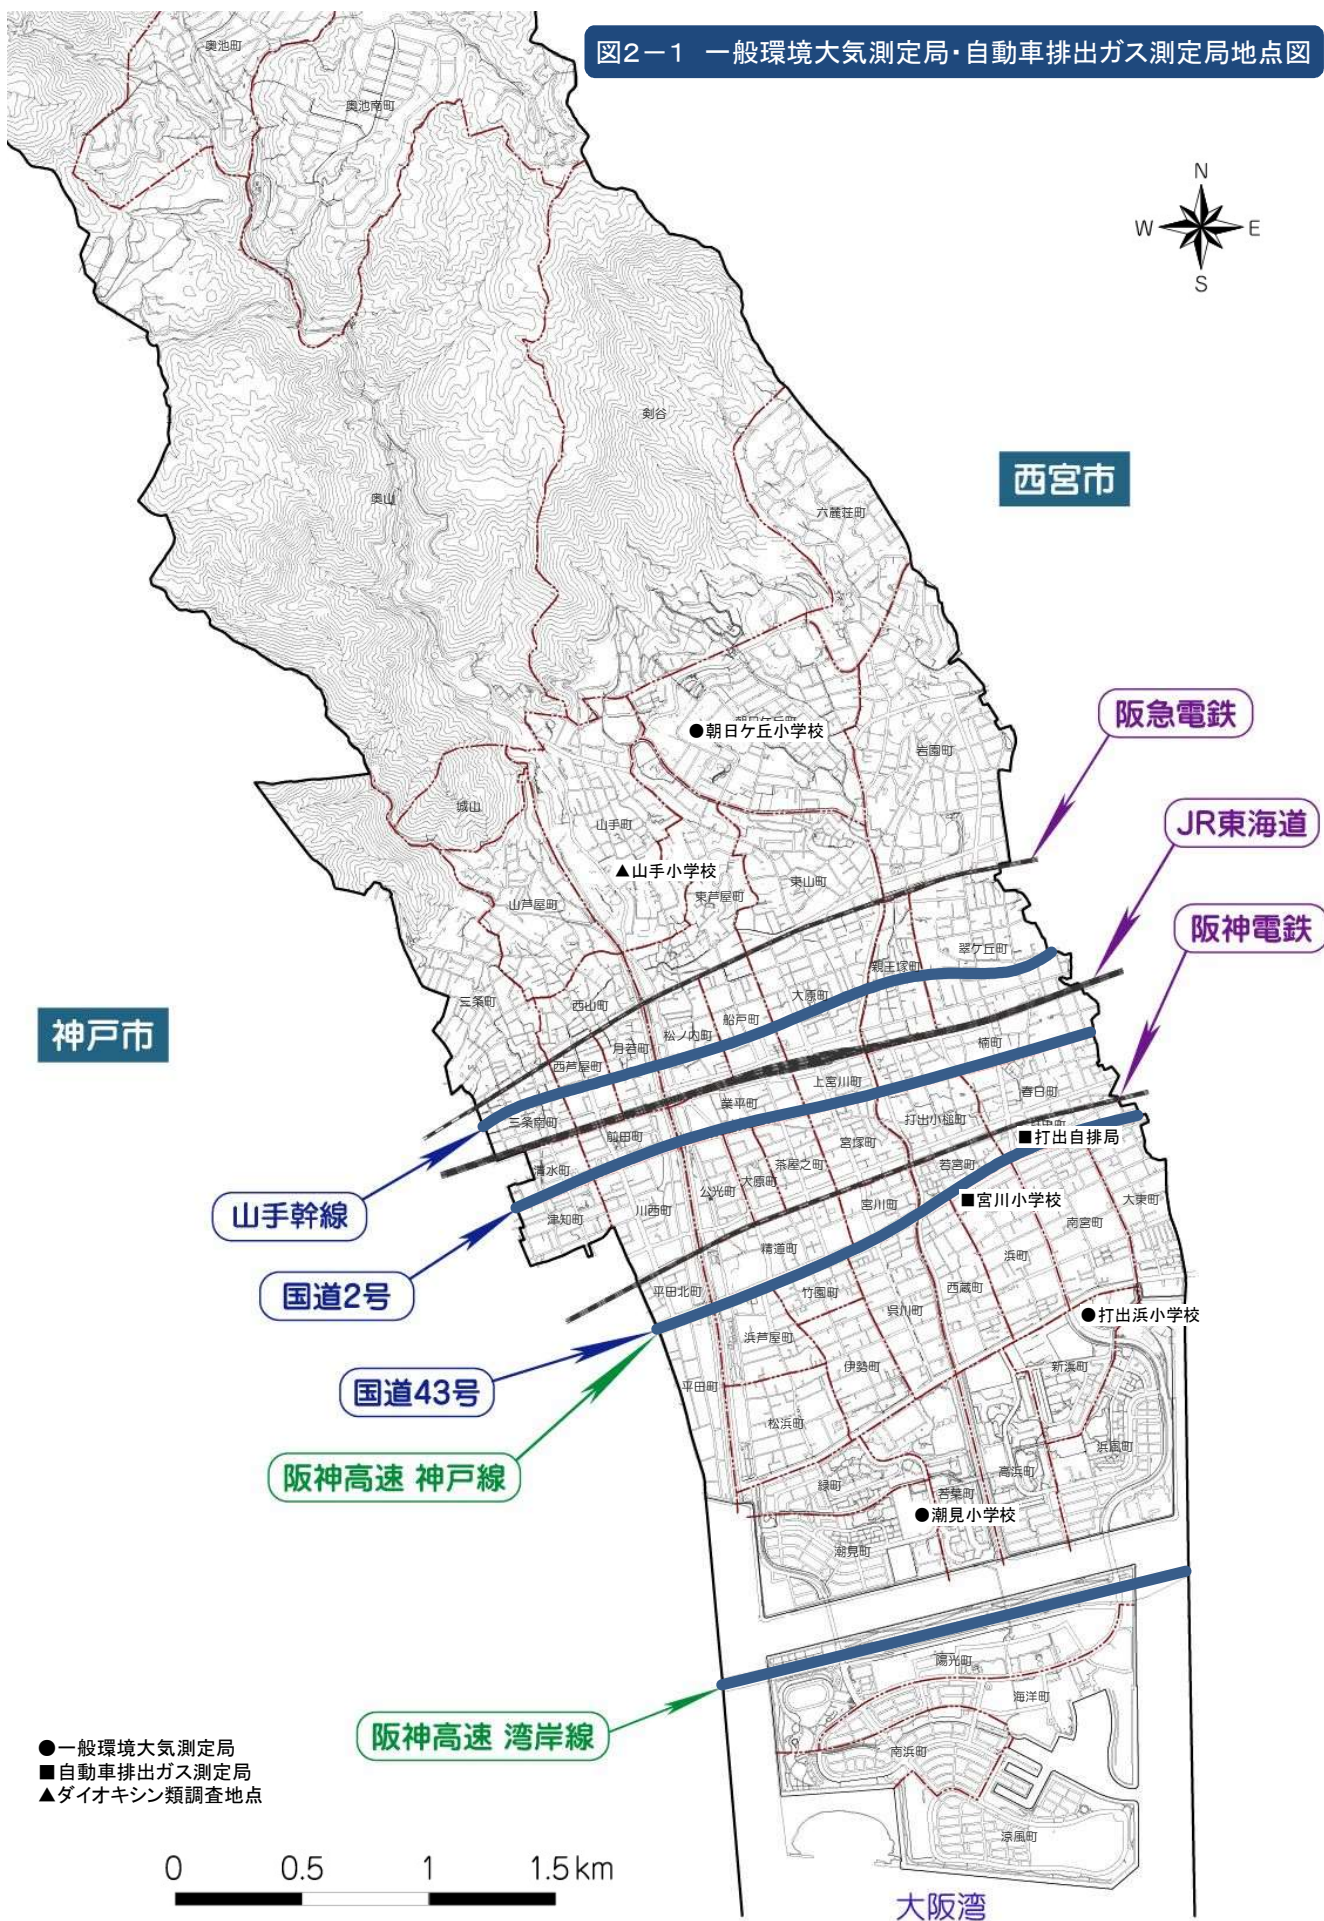 図2－1 一般環境大気測定局・自動車排出ガス測定局地点図
奥池町
奥池南町
N
W
E
S
剣谷
西宮市
奥山
六麓荘町
阪急電鉄
●朝日ケ丘小学校
岩園町
城山
JR東海道
山手町
▲山手小学校
東山町
東芦屋町
山芦屋町
阪神電鉄
翠ケ丘町
親王塚町
大原町
三条町
西山町
船戸町
松ノ内町
神戸市
月若町
楠町
西芦屋町
上宮川町
春日町
業平町
三条南町
打出小槌町
前田町
宮塚町
■打出自排局
清水町
茶屋之町
若宮町
大原町
公光町
■宮川小学校
大東町
宮川町
川西町
津知町
南宮町
山手幹線
精道町
浜町
西蔵町
国道2号
平田北町
竹園町
呉川町
●打出浜小学校
浜芦屋町
伊勢町
新浜町
国道43号
平田町
松浜町
浜風町
阪神高速 神戸線
高浜町
緑町
若葉町
●潮見小学校
潮見町
陽光町
海洋町
阪神高速 湾岸線
南浜町
●一般環境大気測定局
■自動車排出ガス測定局
▲ダイオキシン類調査地点
涼風町
0 0.5 1 1.5km
大阪湾